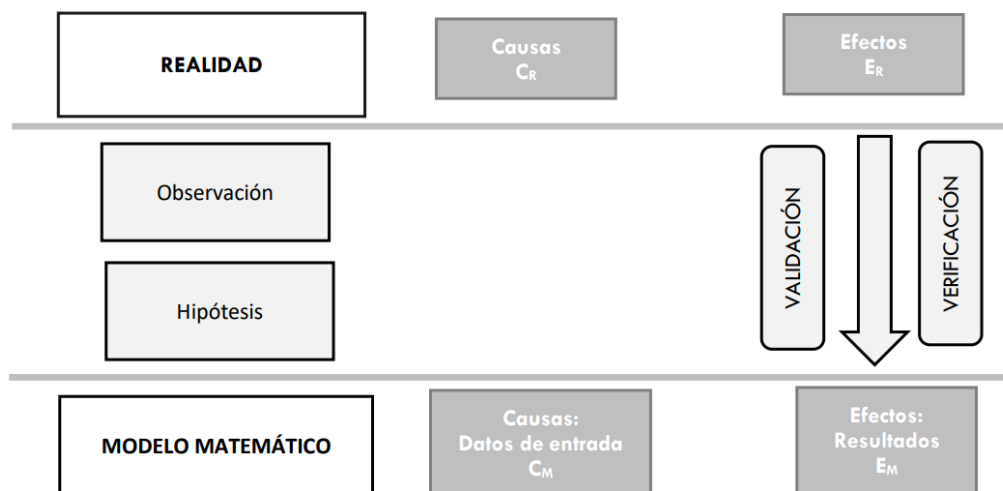 REALIDAD
Causas
CR
Efectos
ER
Observación
Hipótesis
VALIDACIÓN
VERIFICACIÓN
MODELO MATEMÁTICO
Causas:
Datos de entrada
CM
Efectos:
Resultados
EM